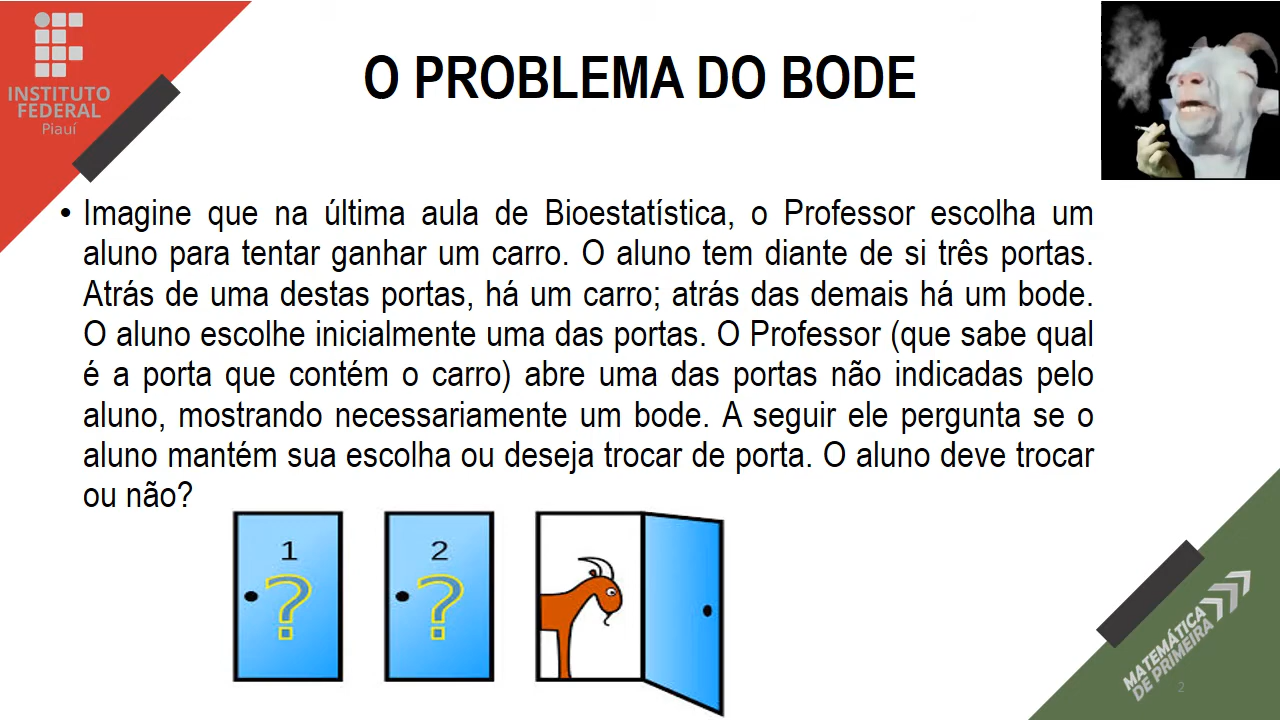 INSTITUTO
FEDERAL
Piauí
O PROBLEMA DO BODE
• Imagine que na última aula de Bioestatística, o Professor escolha um
aluno para tentar ganhar um carro. O aluno tem diante de si três portas.
Atrás de uma destas portas, há um carro; atrás das demais há um bode.
O aluno escolhe inicialmente uma das portas. O Professor (que sabe qual
é a porta que contém o carro) abre uma das portas não indicadas pelo
aluno, mostrando necessariamente um bode. A seguir ele pergunta se o
aluno mantém sua escolha ou deseja trocar de porta. O aluno deve trocar
ou não?
1
?
2
?
MATEMÁTICA
DE PRIMEIRA
2